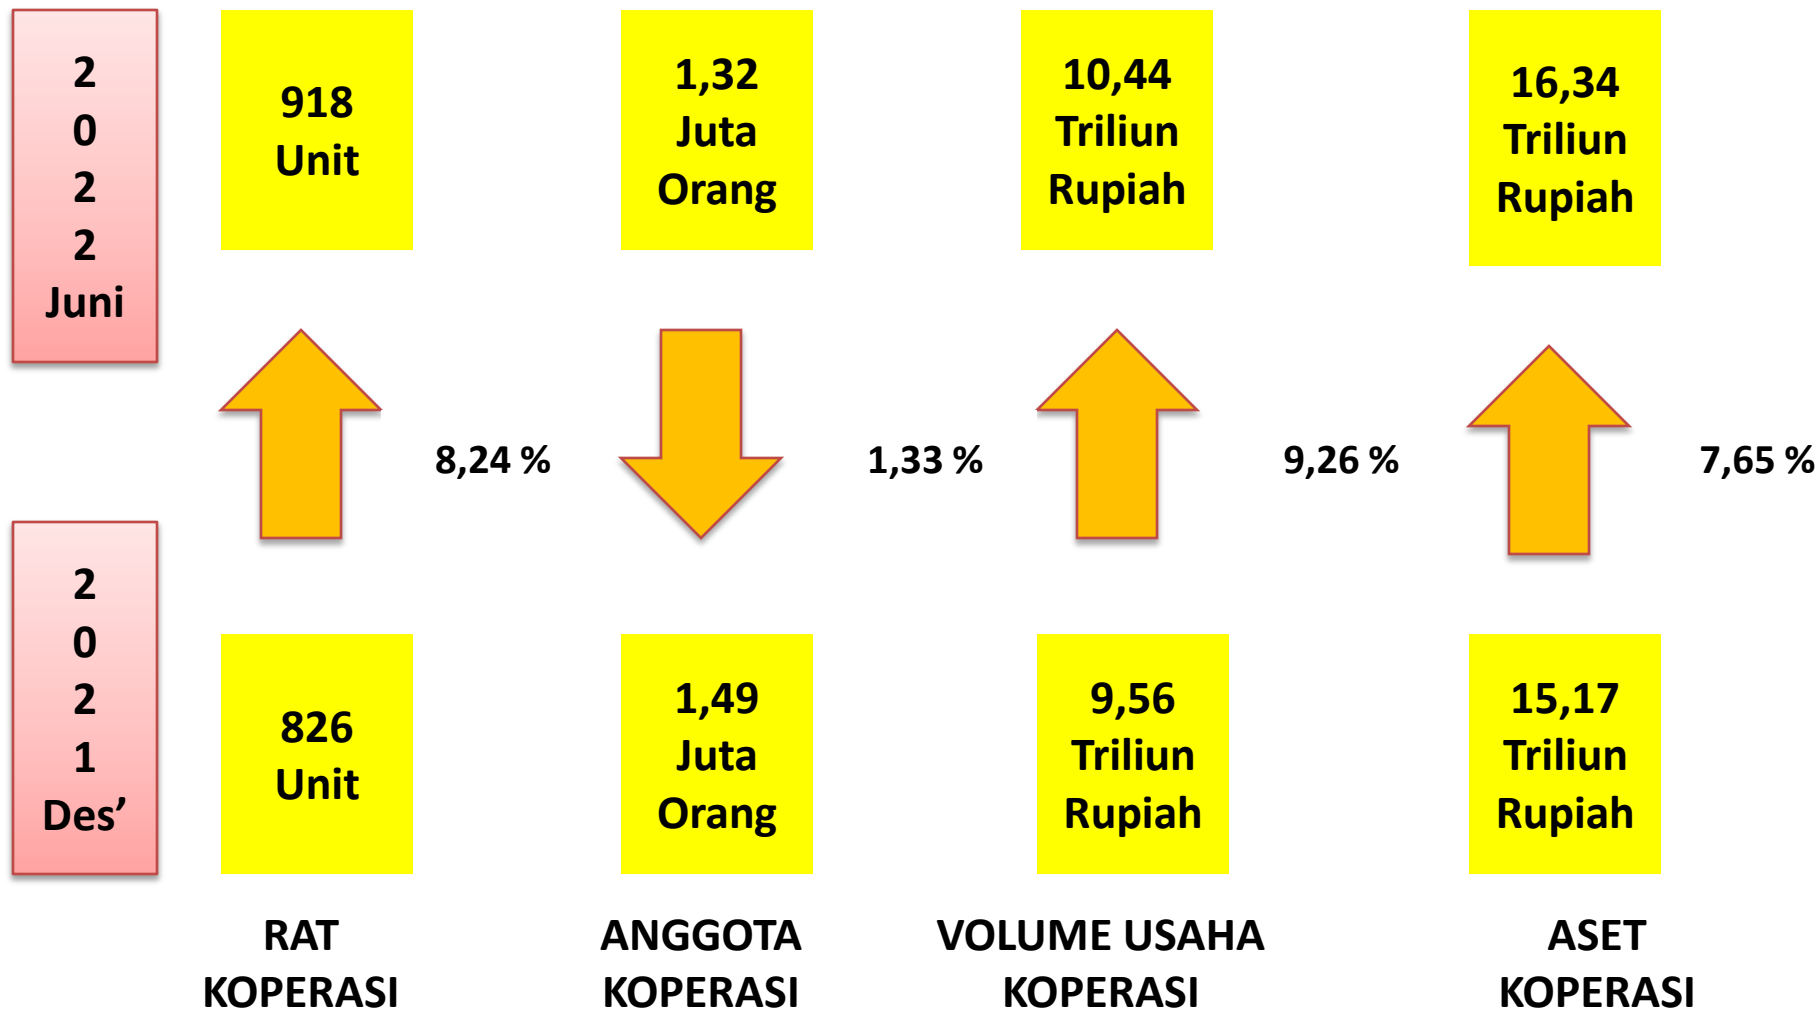 2
0
2
2
Juni
918
Unit
1,32
Juta
Orang
10,44
Triliun
Rupiah
16,34
Triliun
Rupiah
8,24 %
1,33 %
9,26 %
7,65 %
2
0
2
1
Des’
826
Unit
1,49
Juta
Orang
9,56
Triliun
Rupiah
15,17
Triliun
Rupiah
RAT
KOPERASI
ANGGOTA
KOPERASI
VOLUME USAHA
KOPERASI
ASET
KOPERASI